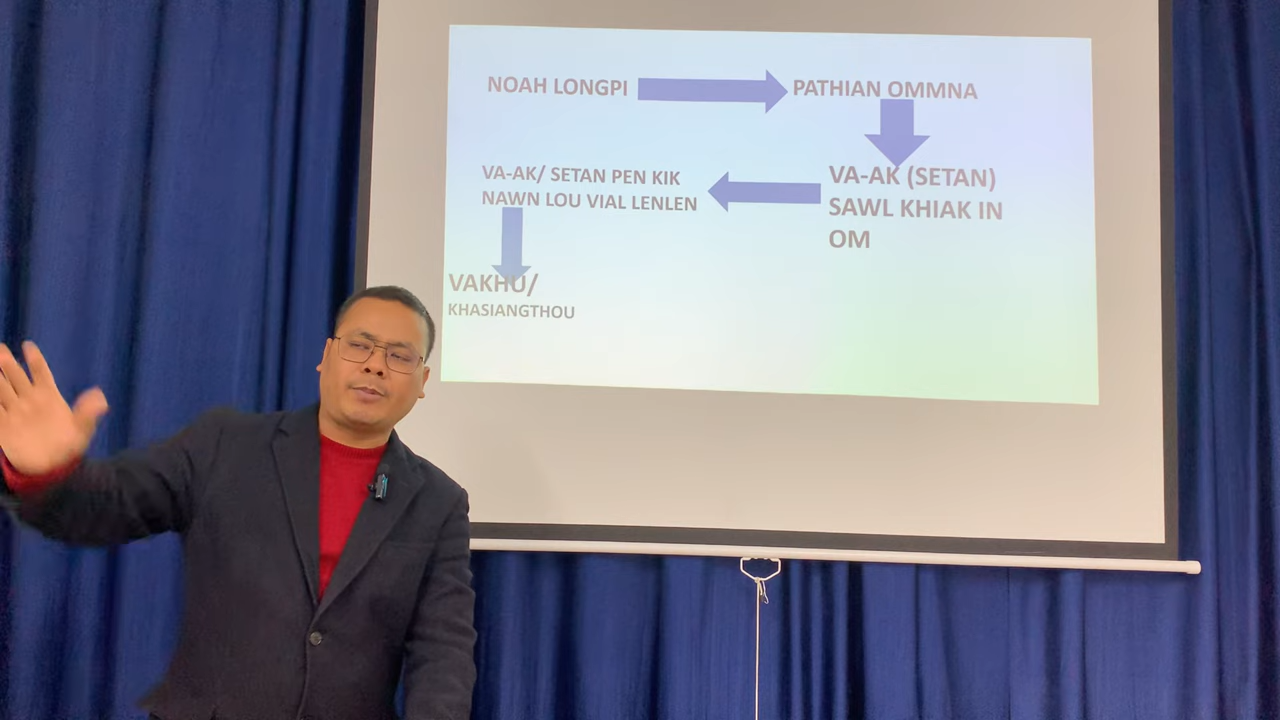 NOAH LONGPI
PATHIAN OMMNA
VA-AK (SETAN)
SAWL KHIAK IN
OM
VA-AK/ SETAN PEN KIK
NAWN LOU VIAL LENLEN
VAKHU/
KHASIANGTHOU